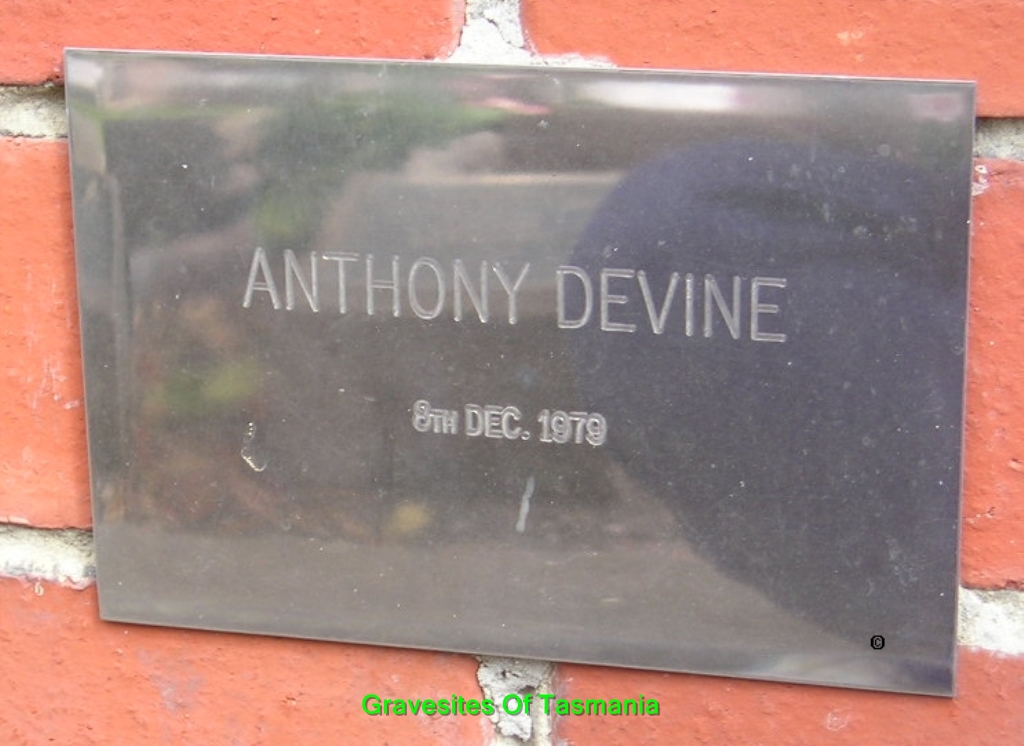 ANTHONY DEVINE
8TH DEC. 1979
©
Gravesites Of Tasmania